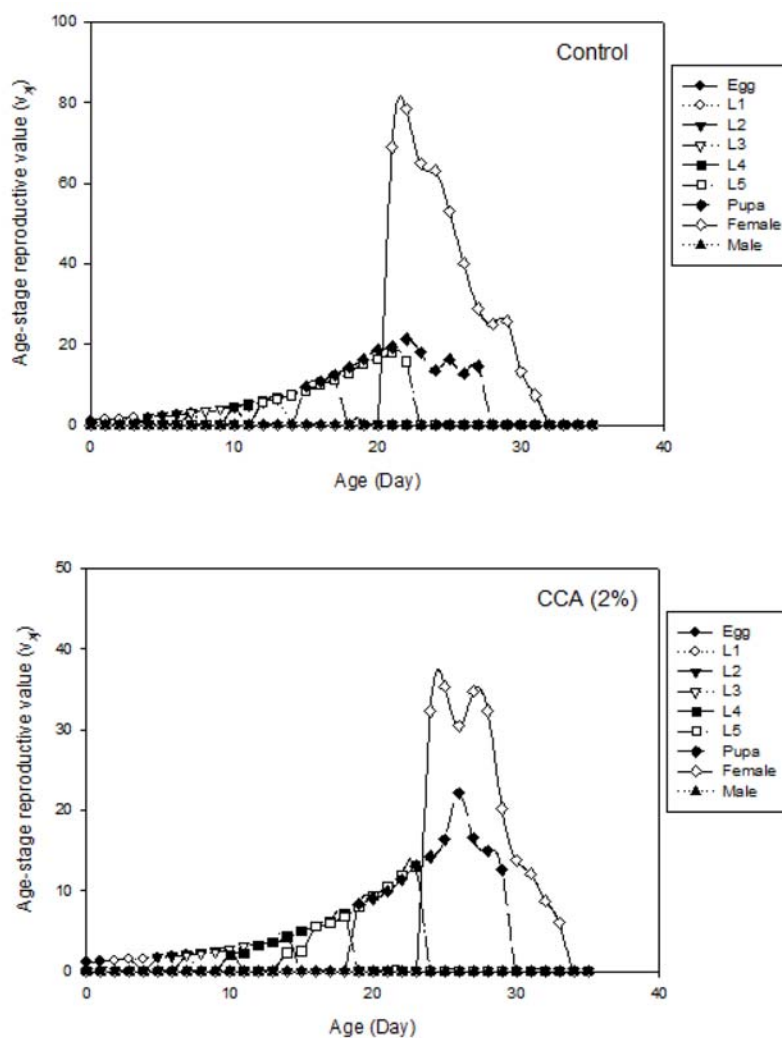 Control
Age-stage reproductive value (vxj)
100
80
60
40
20
0
0 10 20 30 40
Age (Day)
Egg
L1
L2
L3
L4
L5
Pupa
Female
Male
CCA (2%)
Age-stage reproductive value (vxj)
50
40
30
20
10
0
0 10 20 30 40
Age (Day)
Egg
L1
L2
L3
L4
L5
Pupa
Female
Male